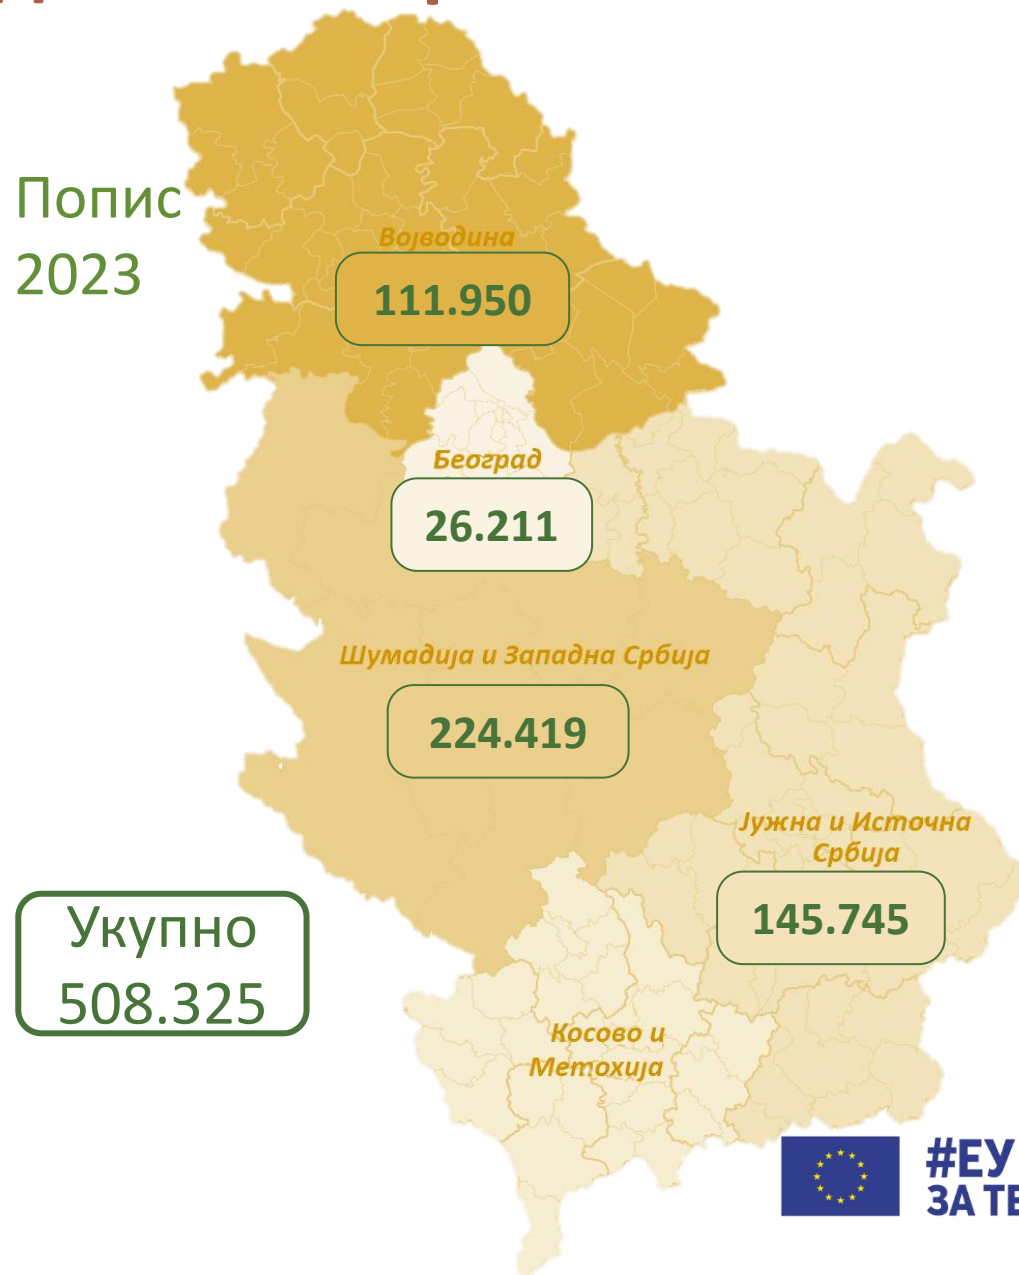 Попис
2023
Војводина
111.950
Београд
26.211
Шумадија и Западна Србија
224.419
Јужна и Источна
Србија
145.745
Укупно
508.325
Косово и
Метохија
#ЕУ
ЗА ТЕ